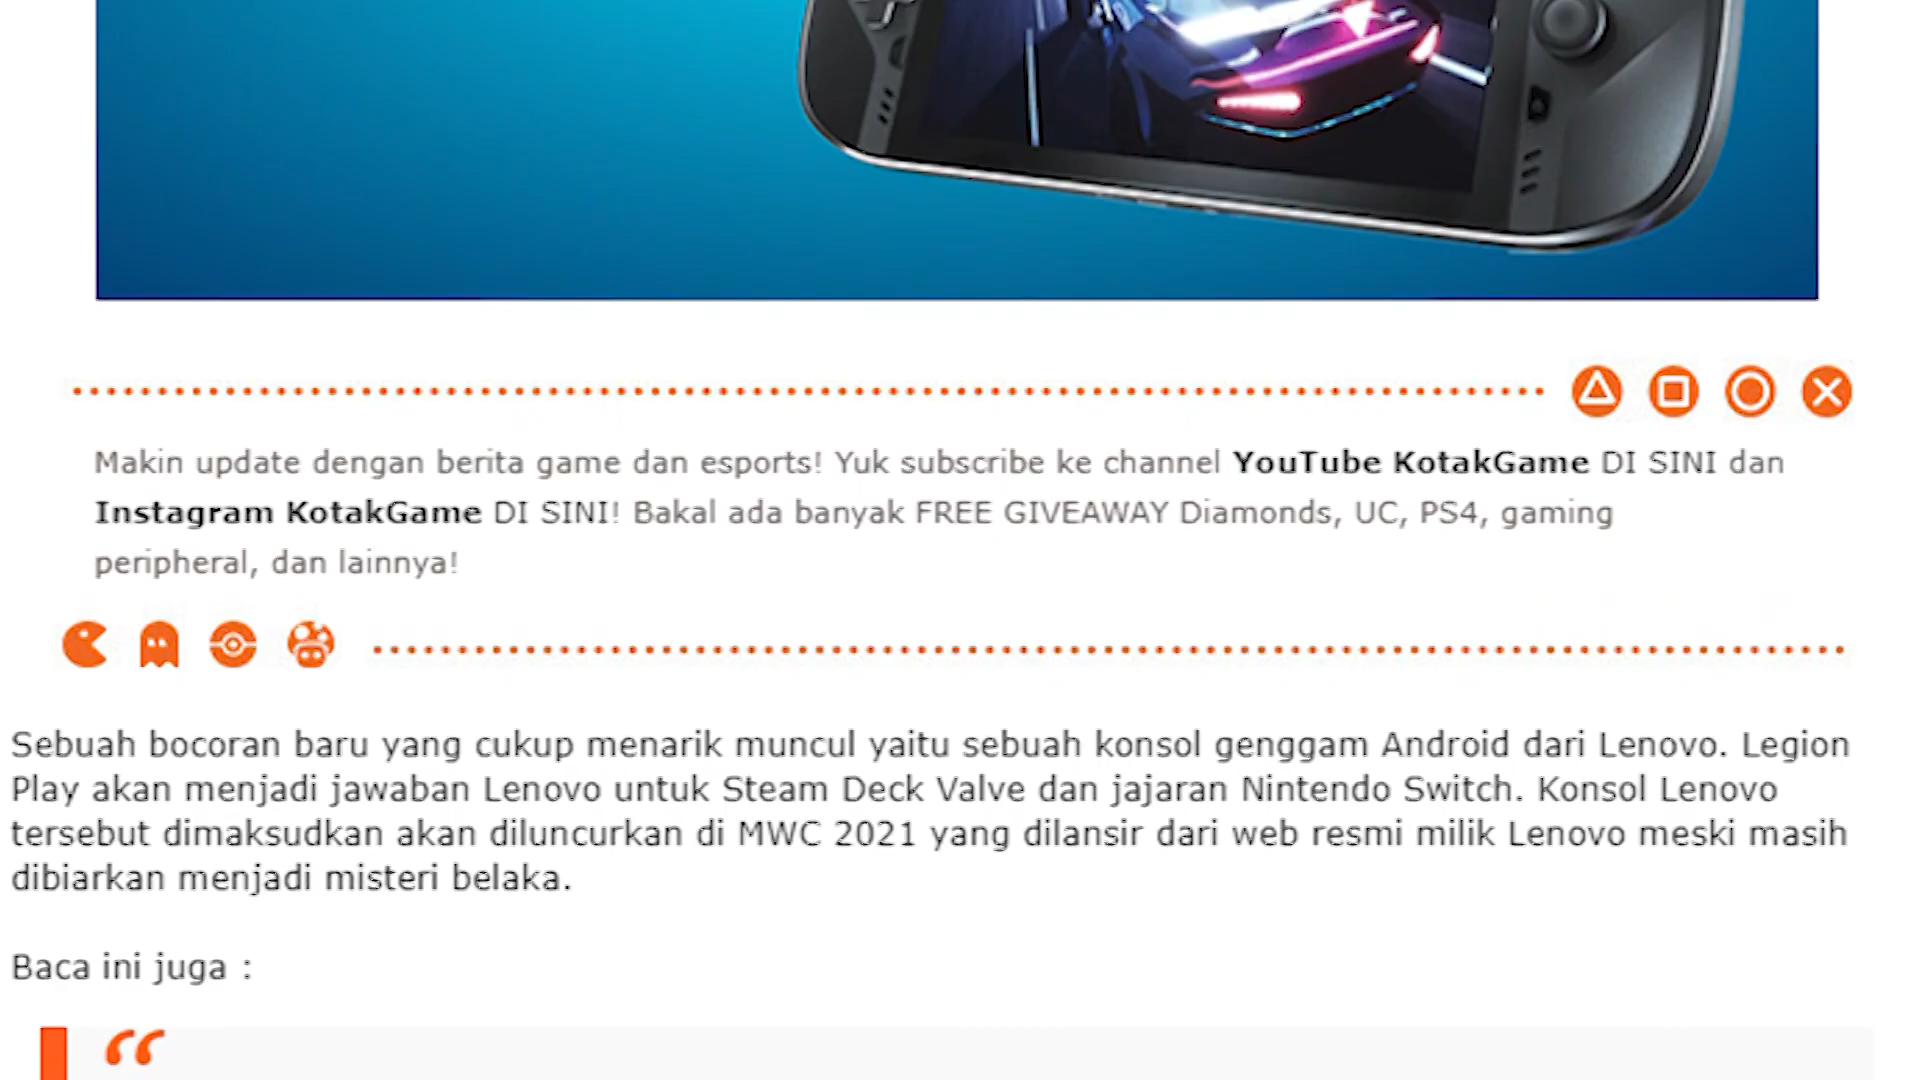 Makin update dengan berita game dan esports! Yuk subscribe ke channel YouTube KotakGame DI SINI dan
Instagram KotakGame DI SINI! Bakal ada banyak FREE GIVEAWAY Diamonds, UC, PS4, gaming
peripheral, dan lainnya!
Sebuah bocoran baru yang cukup menarik muncul yaitu sebuah konsol genggam Android dari Lenovo. Legion
Play akan menjadi jawaban Lenovo untuk Steam Deck Valve dan jajaran Nintendo Switch. Konsol Lenovo
tersebut dimaksudkan akan diluncurkan di MWC 2021 yang dilansir dari web resmi milik Lenovo meski masih
dibiarkan menjadi misteri belaka.
Baca ini juga :
“